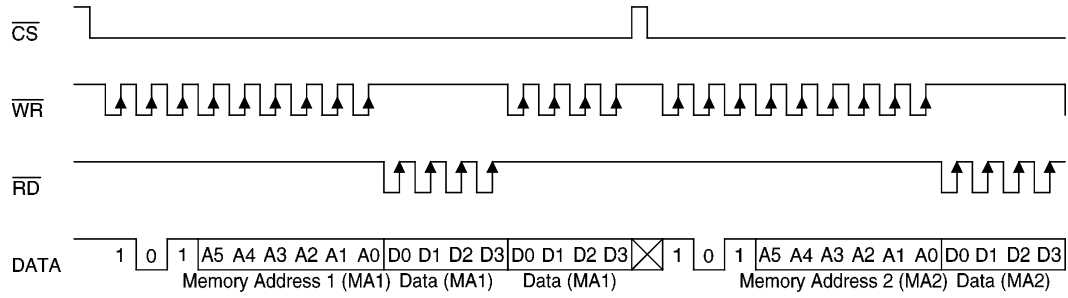 CS
WR
RD
DATA 1 0 1 A5 A4 A3 A2 A1 A0 D0 D1 D2 D3 D0 D1 D2 D3 1 0 1 A5 A4 A3 A2 A1 A0 D0 D1 D2 D3
Memory Address 1 (MA1) Data (MA1) Data (MA1) Memory Address 2 (MA2) Data (MA2)